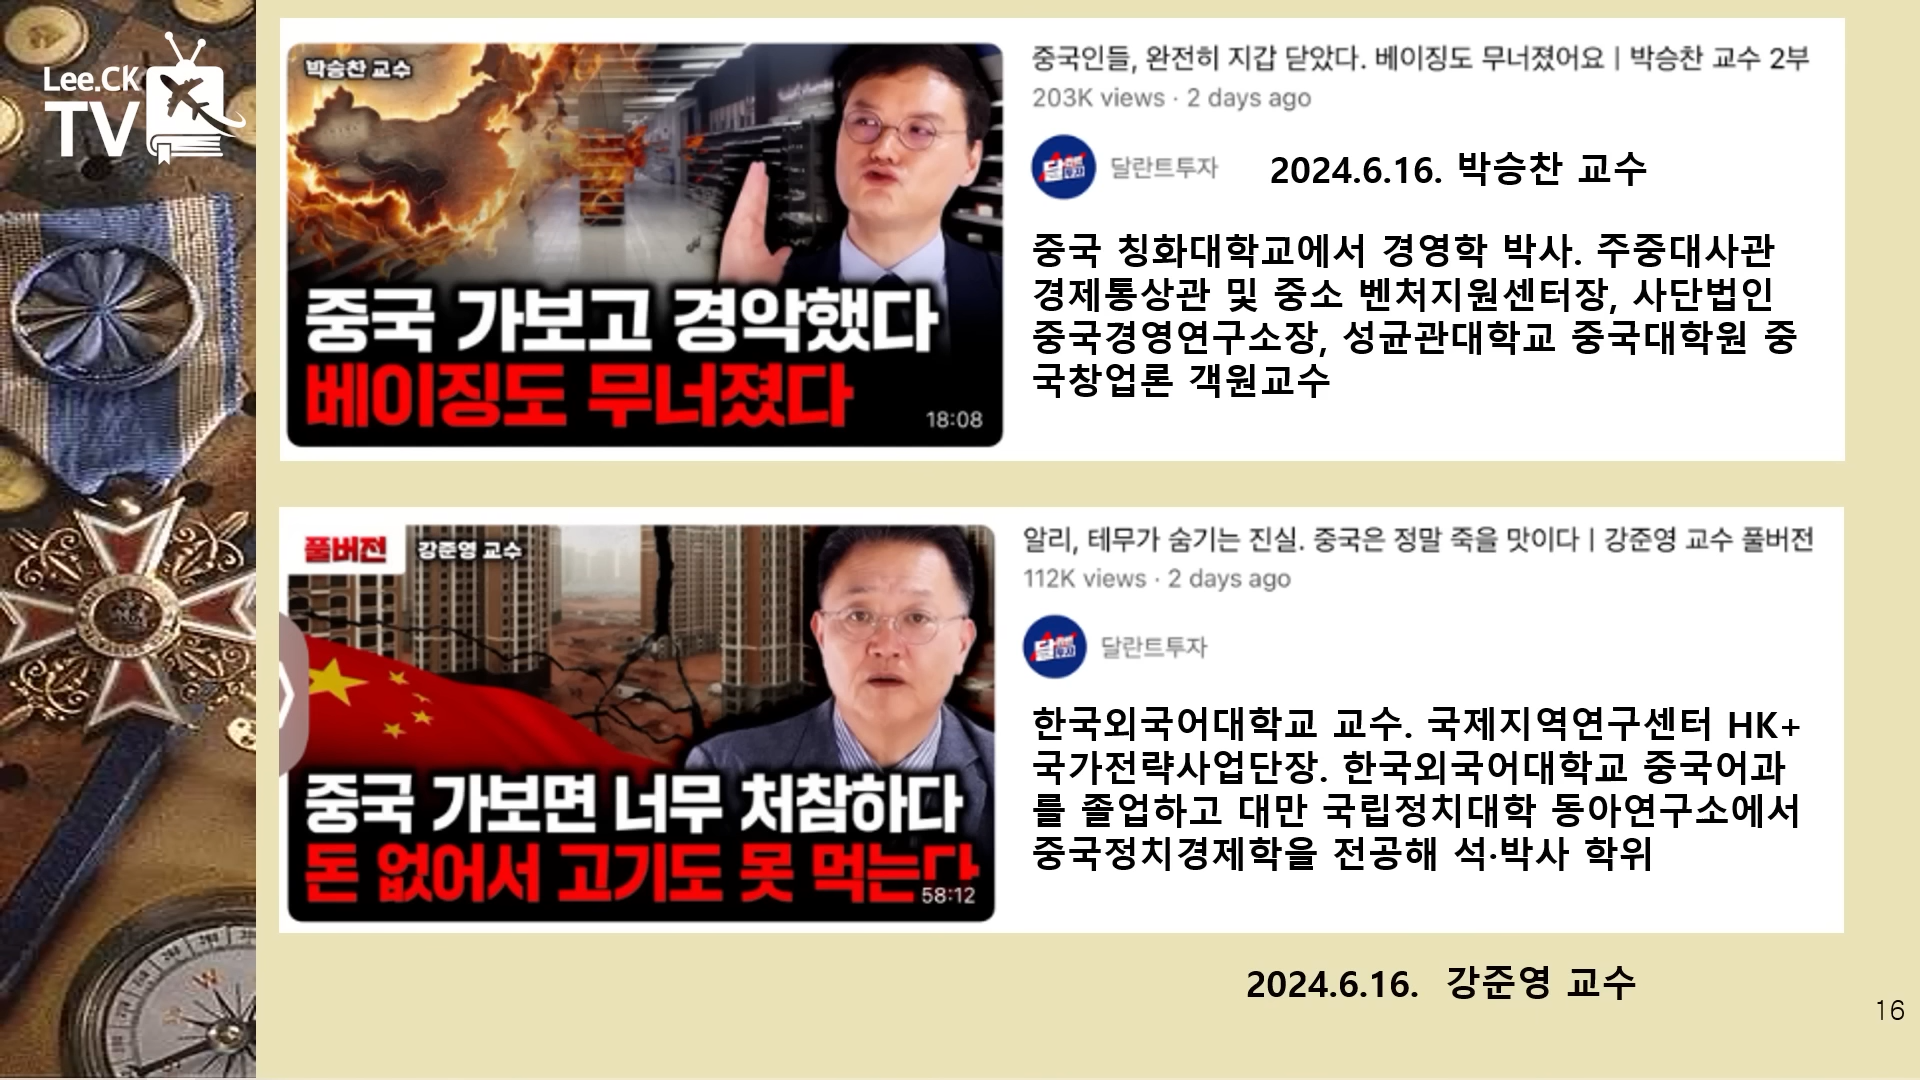 Lee.CK
TV
박승찬 교수
중국 가보고 경악했다
베이징도 무너졌다
18:08
중국인들, 완전히 지갑 닫았다. 베이징도 무너졌어요 | 박승찬 교수 2부
203K views · 2 days ago
달란트투자
2024.6.16. 박승찬 교수
중국 칭화대학교에서 경영학 박사. 주중대사관
경제통상관 및 중소 벤처지원센터장, 사단법인
중국경영연구소장, 성균관대학교 중국대학원 중
국창업론 객원교수
풀버전
강준영 교수
중국 가보면 너무 처참하다
돈 없어서 고기도 못 먹는다
58:12
알리, 테무가 숨기는 진실. 중국은 정말 죽을 맛이다 | 강준영 교수 풀버전
112K views · 2 days ago
달란트투자
한국외국어대학교 교수. 국제지역연구센터 HK+
국가전략사업단장. 한국외국어대학교 중국어과
를 졸업하고 대만 국립정치대학 동아연구소에서
중국정치경제학을 전공해 석·박사 학위
2024.6.16. 강준영 교수
16